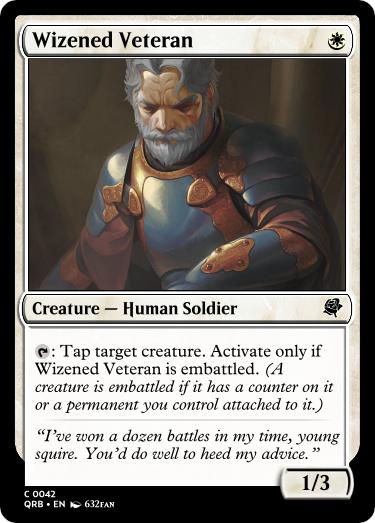 Wizened Veteran
Creature — Human Soldier
: Tap target creature. Activate only if
Wizened Veteran is embattled. (A
creature is embattled if it has a counter on it
or a permanent you control attached to it.)
“I’ve won a dozen battles in my time, young
squire. You’d do well to heed my advice.”
1/3
C 0042
QRB • EN 632FAN